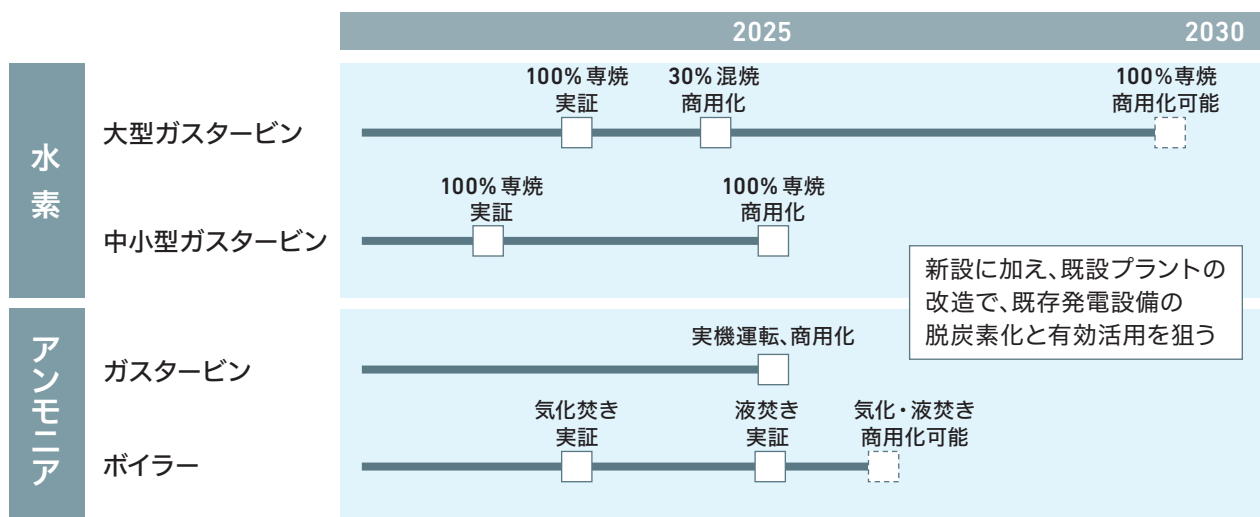 2025 2030
水素
大型ガスタービン
100%専焼
実証
30%混焼
商用化
100%専焼
商用化可能
中小型ガスタービン
100%専焼
実証
100%専焼
商用化
新設に加え、既設プラントの
改造で、既存発電設備の
脱炭素化と有効活用を狙う
アンモニア
ガスタービン
実機運転、商用化
ボイラー
気化焚き
実証
液焚き
実証
気化・液焚き
商用化可能